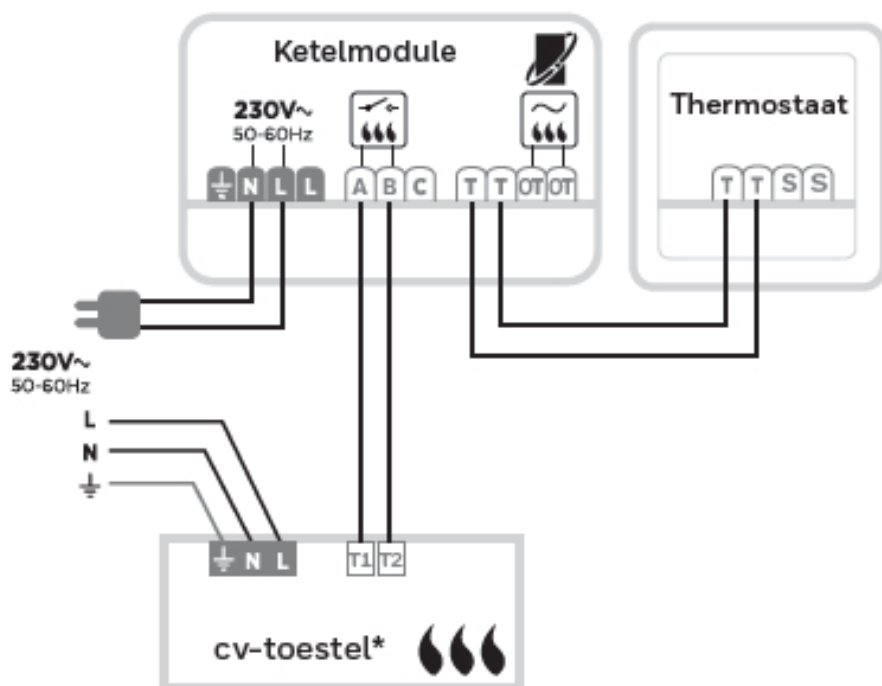 Ketelmodule
230V~
50-60Hz
N L L A B C T T OT OT
Thermostaat
T T S S
230V~
50-60Hz
L
N
N L T1 T2
cv-toestel*